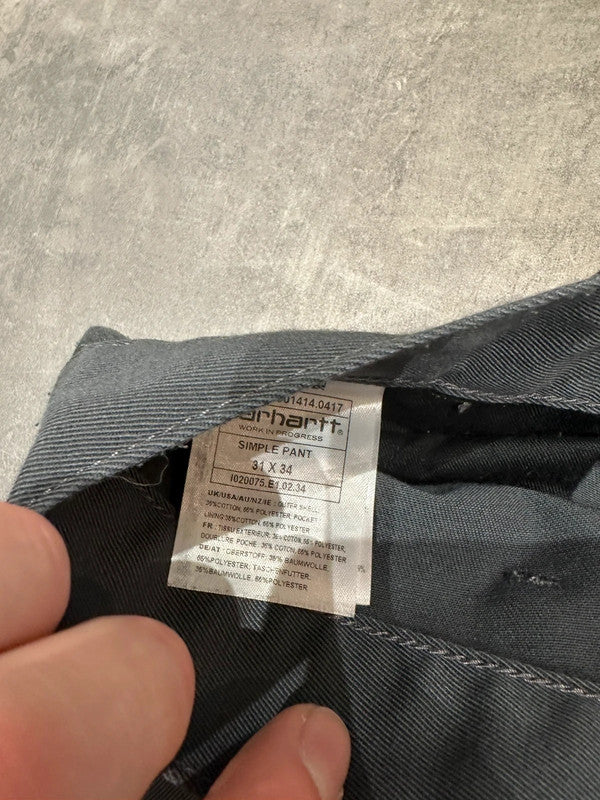 01414.0417
carhartt®
WORK IN PROGRESS
SIMPLE PANT
31 X 34
I020075.E1.02.34
UK/USA/AU/NZ/IE : OUTER SHELL:
35%COTTON, 65% POLYESTER; POCKET
LINING 35%COTTON, 65% POLYESTER
FR : TISSU EXTERIEUR: 35% COTON, 65% POLYESTER;
DOUBLURE POCHE: 35% COTON, 65% POLYESTER
DE/AT : OBERSTOFF: 35% BAUMWOLLE,
65%POLYESTER; TASCHENFUTTER:
35%BAUMWOLLE, 65%POLYESTER